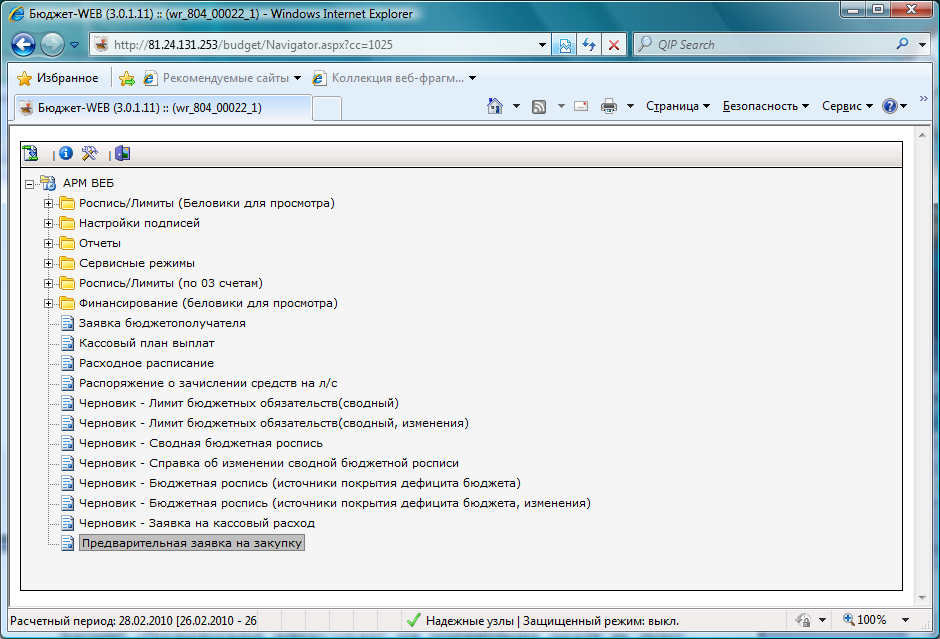 Бюджет-WEB (3.0.1.11) :: (wr_804_00022_1) - Windows Internet Explorer
http://81.24.131.253/budget/Navigator.aspx?cc=1025
QIP Search
Избранное
Рекомендуемые сайты
Коллекция веб-фрагм...
Бюджет-WEB (3.0.1.11) :: (wr_804_00022_1)
Страница
Безопасность
Сервис
»
АРМ ВЕБ
Роспись/Лимиты (Беловики для просмотра)
Настройки подписей
Отчеты
Сервисные режимы
Роспись/Лимиты (по 03 счетам)
Финансирование (беловики для просмотра)
Заявка бюджетополучателя
Кассовый план выплат
Расходное расписание
Распоряжение о зачислении средств на л/с
Черновик - Лимит бюджетных обязательств(сводный)
Черновик - Лимит бюджетных обязательств(сводный, изменения)
Черновик - Сводная бюджетная роспись
Черновик - Справка об изменении сводной бюджетной росписи
Черновик - Бюджетная роспись (источники покрытия дефицита бюджета)
Черновик - Бюджетная роспись (источники покрытия дефицита бюджета, изменения)
Черновик - Заявка на кассовый расход
Предварительная заявка на закупку
Расчетный период: 28.02.2010 [26.02.2010 - 26
Надежные узлы | Защищенный режим: выкл.
100%